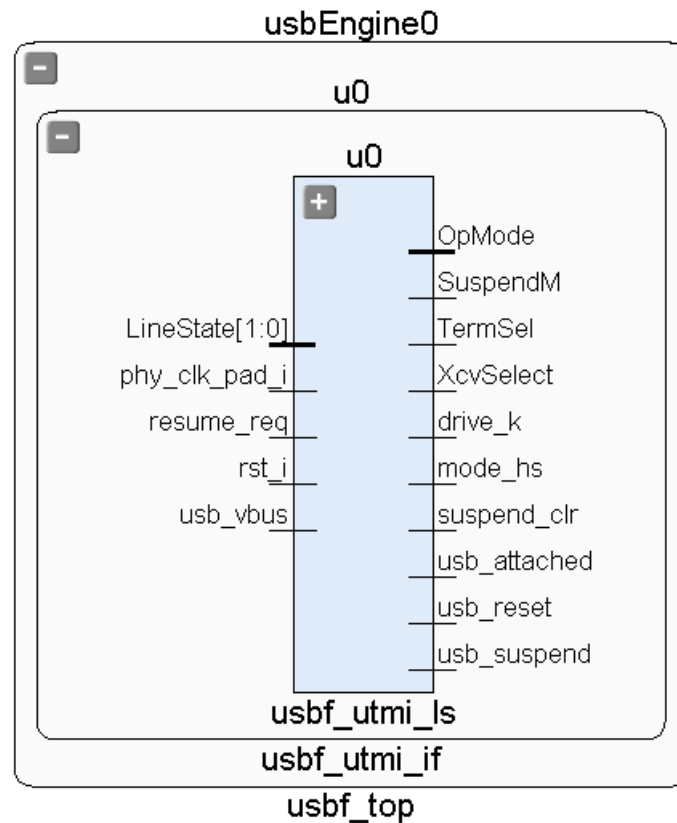 usbEngine0
u0
u0
OpMode
SuspendM
LineState[1:0]
TermSel
phy_clk_pad_i
XcvSelect
resume_req
drive_k
rst_i
mode_hs
usb_vbus
suspend_clr
usb_attached
usb_reset
usb_suspend
usbf_utmi_ls
usbf_utmi_if
usbf_top